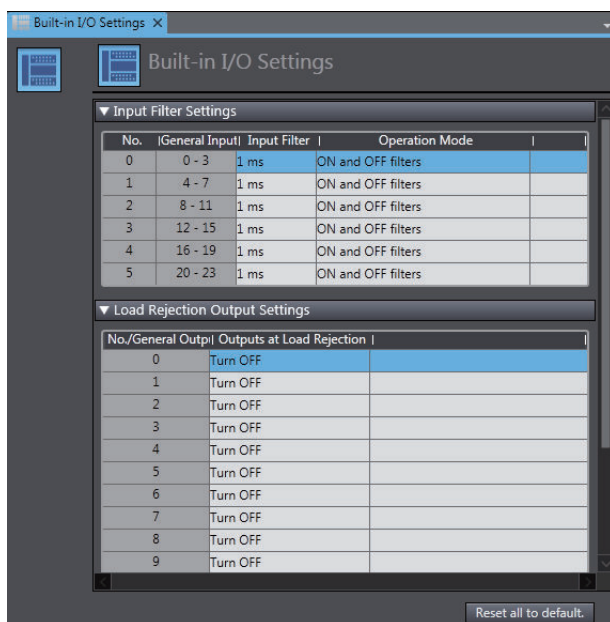 Built-in I/O Settings ×
Built-in I/O Settings
▼ Input Filter Settings
No. |General Input| Input Filter | Operation Mode
0 0 - 3 1 ms ON and OFF filters
1 4 - 7 1 ms ON and OFF filters
2 8 - 11 1 ms ON and OFF filters
3 12 - 15 1 ms ON and OFF filters
4 16 - 19 1 ms ON and OFF filters
5 20 - 23 1 ms ON and OFF filters
▼ Load Rejection Output Settings
No./General Outpu| Outputs at Load Rejection |
0 Turn OFF
1 Turn OFF
2 Turn OFF
3 Turn OFF
4 Turn OFF
5 Turn OFF
6 Turn OFF
7 Turn OFF
8 Turn OFF
9 Turn OFF
Reset all to default.